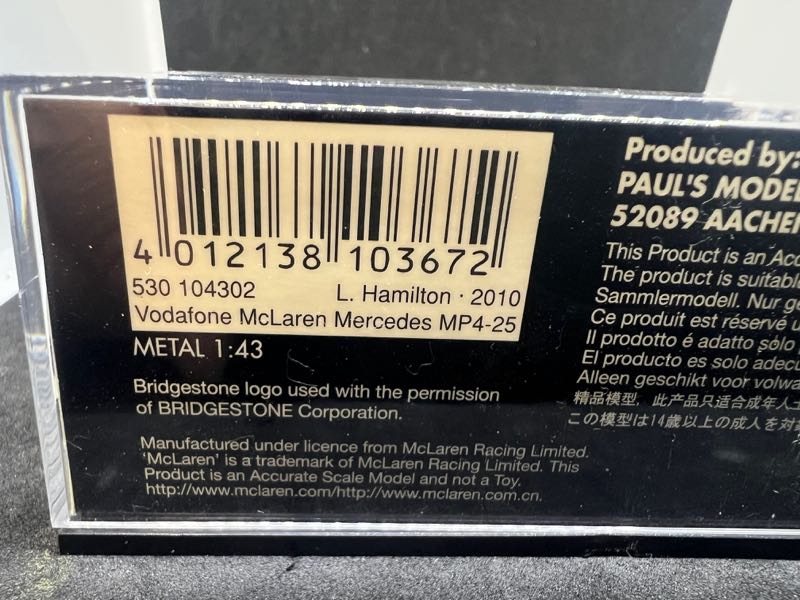 4 012138 103672
530 104302 L. Hamilton · 2010
Vodafone McLaren Mercedes MP4-25
METAL 1:43
Bridgestone logo used with the permission
of BRIDGESTONE Corporation.
Manufactured under licence from McLaren Racing Limited.
'McLaren' is a trademark of McLaren Racing Limited. This
Product is an Accurate Scale Model and not a Toy.
http://www.mclaren.com/http://www.mclaren.com.cn.
Produced by:
PAUL'S MODEL
52089 AACHEN
This Product is an Acc
The product is suitabl
Sammlermodell. Nur ge
Ce produit est réservé
Il prodotto é adatto solo
El producto es solo adecu
Alleen geschikt voor volwa
精品模型，此产品只适合成年人
この模型は14歳以上の成人を対